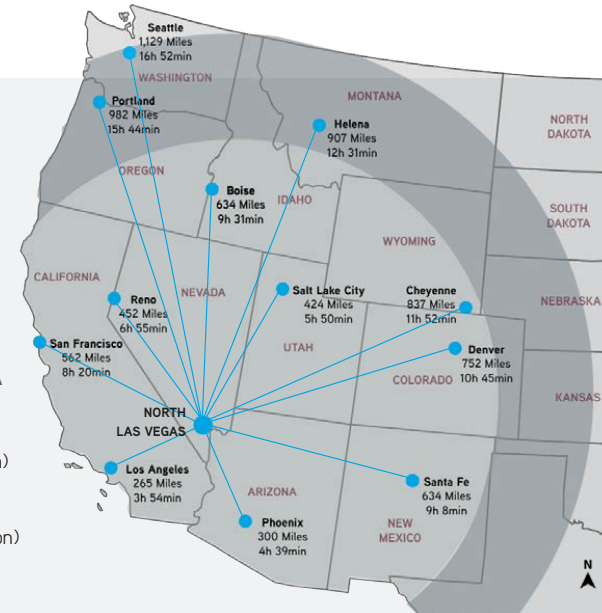 Seattle
1,129 Miles
16h 52min
WASHINGTON
Portland
982 Miles
15h 44min
MONTANA
Helena
907 Miles
12h 31min
NORTH
DAKOTA
OREGON
Boise
634 Miles
9h 31min
IDAHO
SOUTH
DAKOTA
WYOMING
CALIFORNIA
NEVADA
Reno
452 Miles
6h 55min
Salt Lake City
424 Miles
5h 50min
Cheyenne
837 Miles
11h 52min
NEBRASKA
San Francisco
562 Miles
8h 20min
UTAH
Denver
752 Miles
10h 45min
COLORADO
KANSAS
NORTH
LAS VEGAS
Los Angeles
265 Miles
3h 54min
ARIZONA
Phoenix
300 Miles
4h 39min
Santa Fe
634 Miles
9h 8min
NEW
MEXICO
on)
N